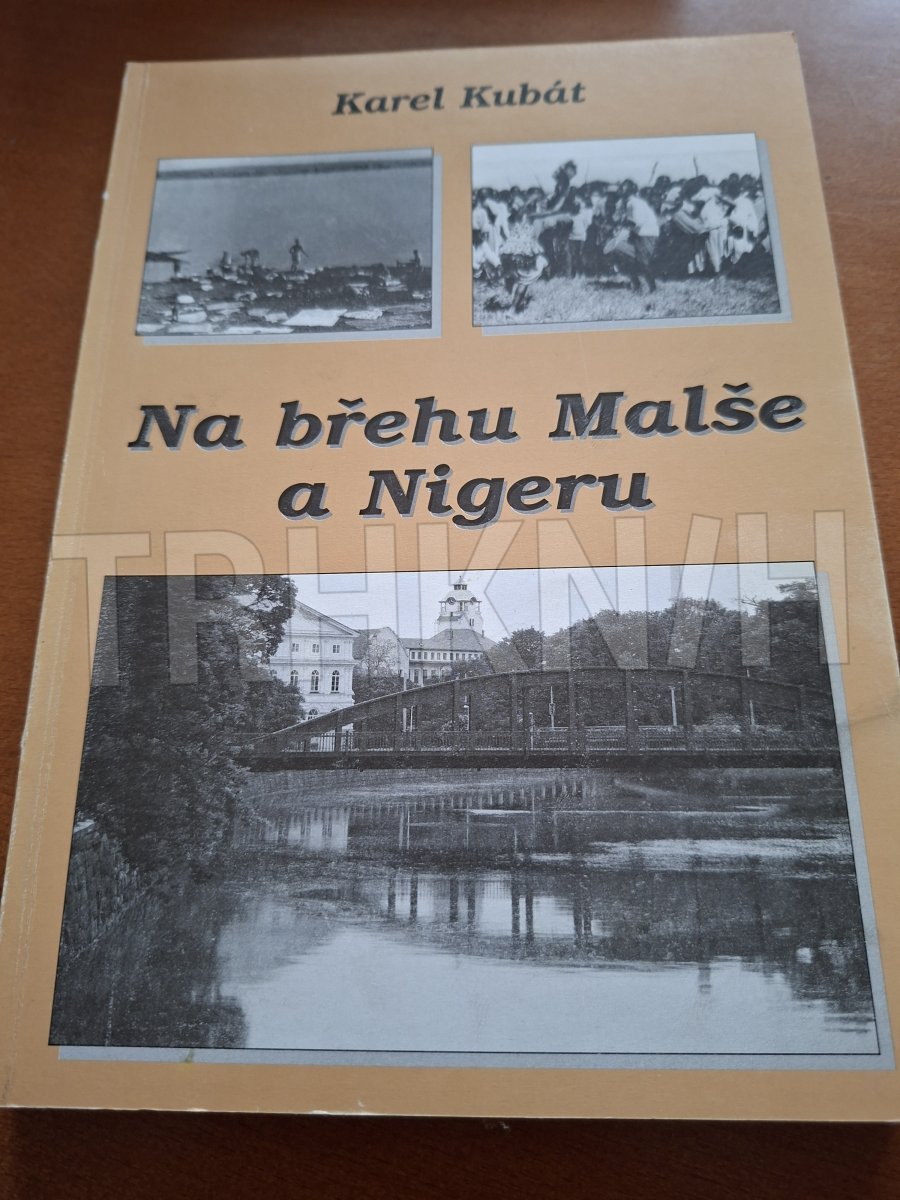 Karel Kubát
Na břehu Malše
a Nigeru
TRHKNIH